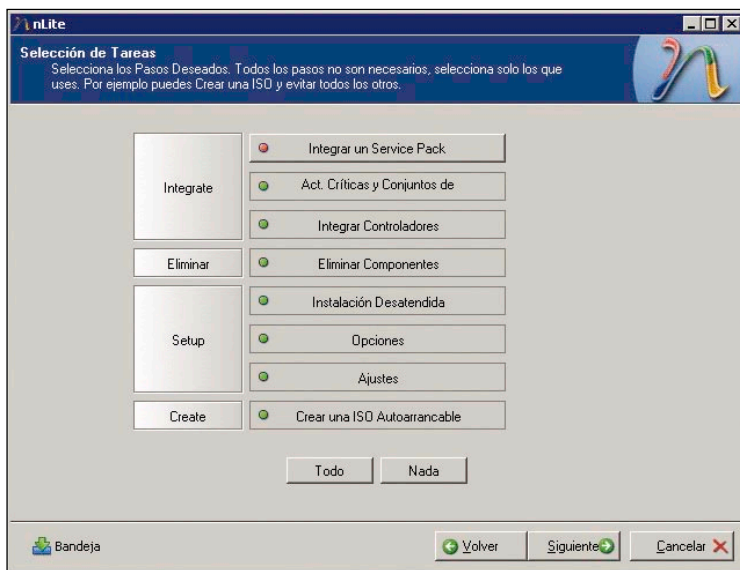 nLite
Selección de Tareas
Selecciona los Pasos Deseados. Todos los pasos no son necesarios, selecciona solo los que
uses. Por ejemplo puedes Crear una ISO y evitar todos los otros.
Integrate
Integrar un Service Pack
Act. Críticas y Conjuntos de
Integrar Controladores
Eliminar
Eliminar Componentes
Setup
Instalación Desatendida
Opciones
Ajustes
Create
Crear una ISO Autoarrancable
Todo
Nada
Bandeja
Volver
Siguiente
Cancelar